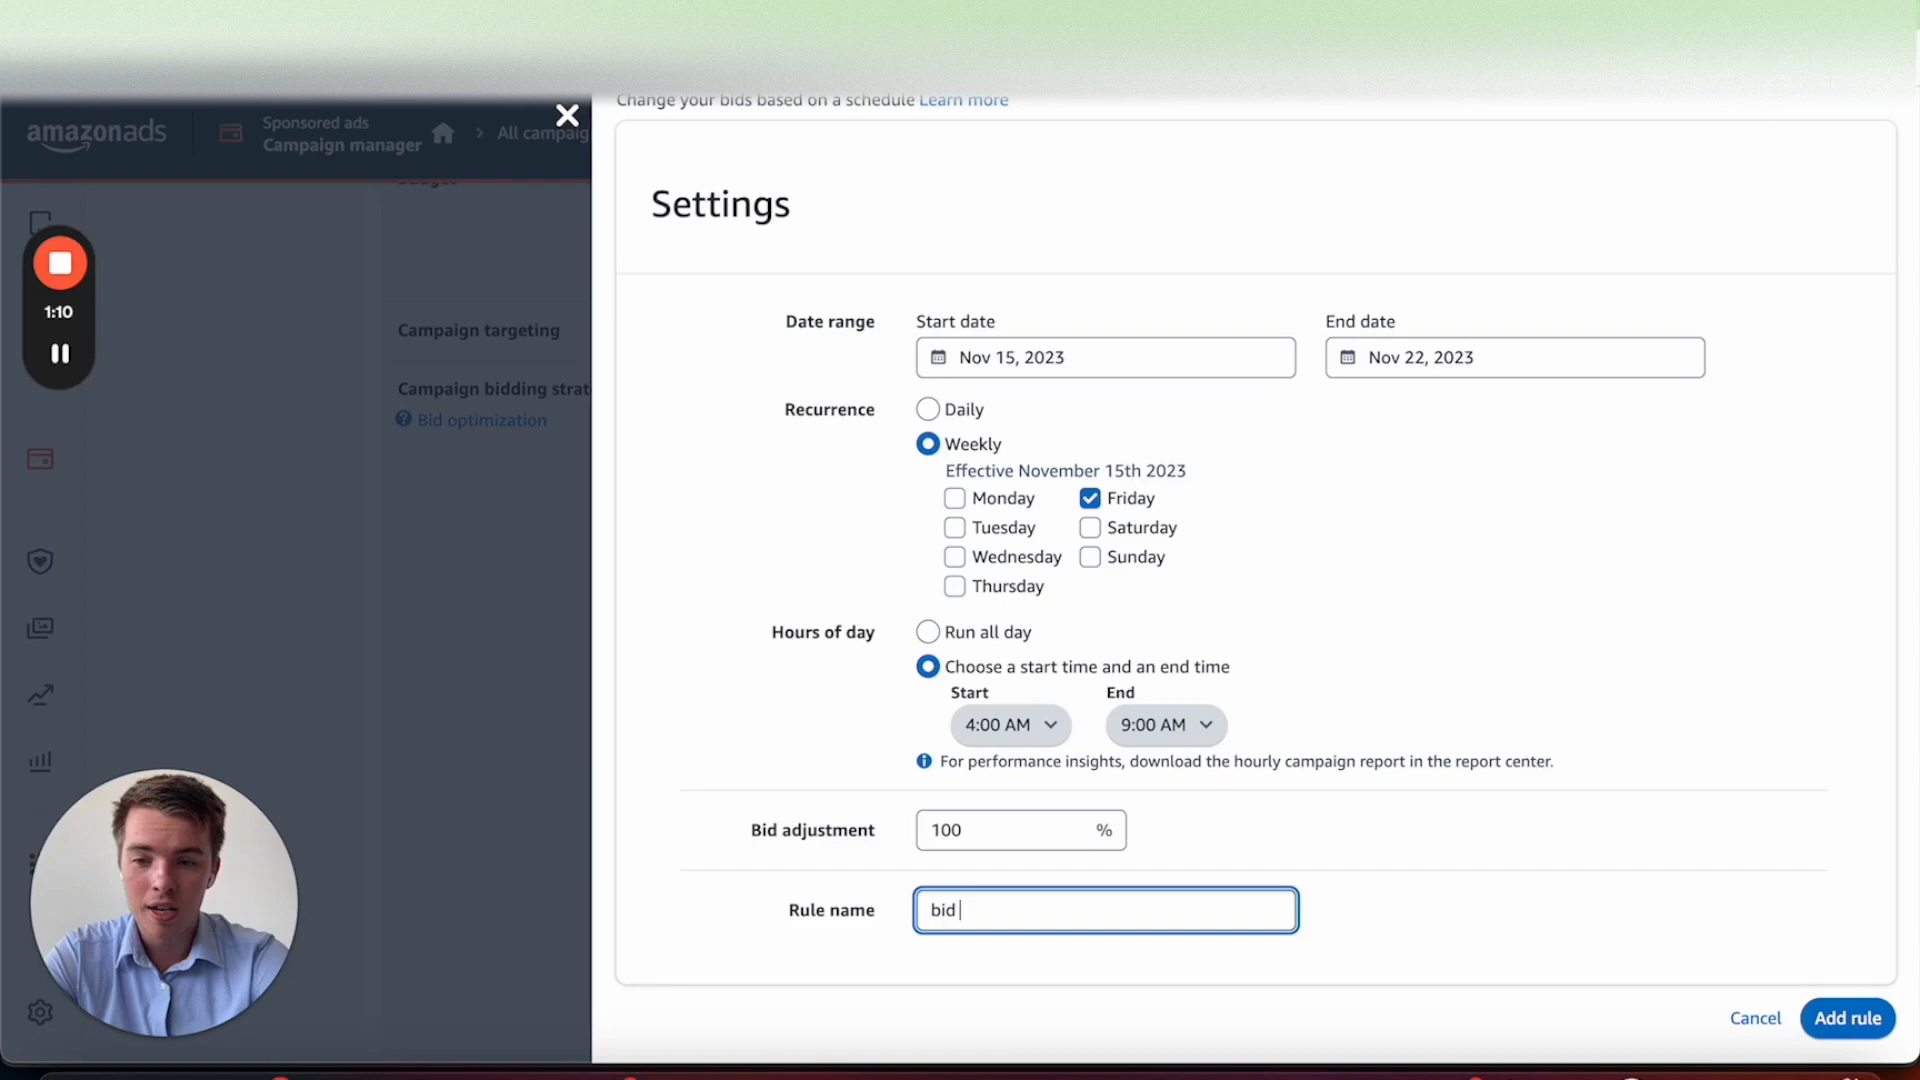 Change your bids based on a schedule Learn more
amazonads
Sponsored ads
Campaign manager
All campaig
Settings
1:10
Date range
Start date
End date
Nov 15, 2023
Nov 22, 2023
Campaign targeting
Campaign bidding strat
Bid optimization
Recurrence
Daily
Weekly
Effective November 15th 2023
Monday
Friday
Tuesday
Saturday
Wednesday
Sunday
Thursday
Hours of day
Run all day
Choose a start time and an end time
Start
End
4:00 AM
9:00 AM
For performance insights, download the hourly campaign report in the report center.
Bid adjustment
100 %
Rule name
bid
Cancel
Add rule